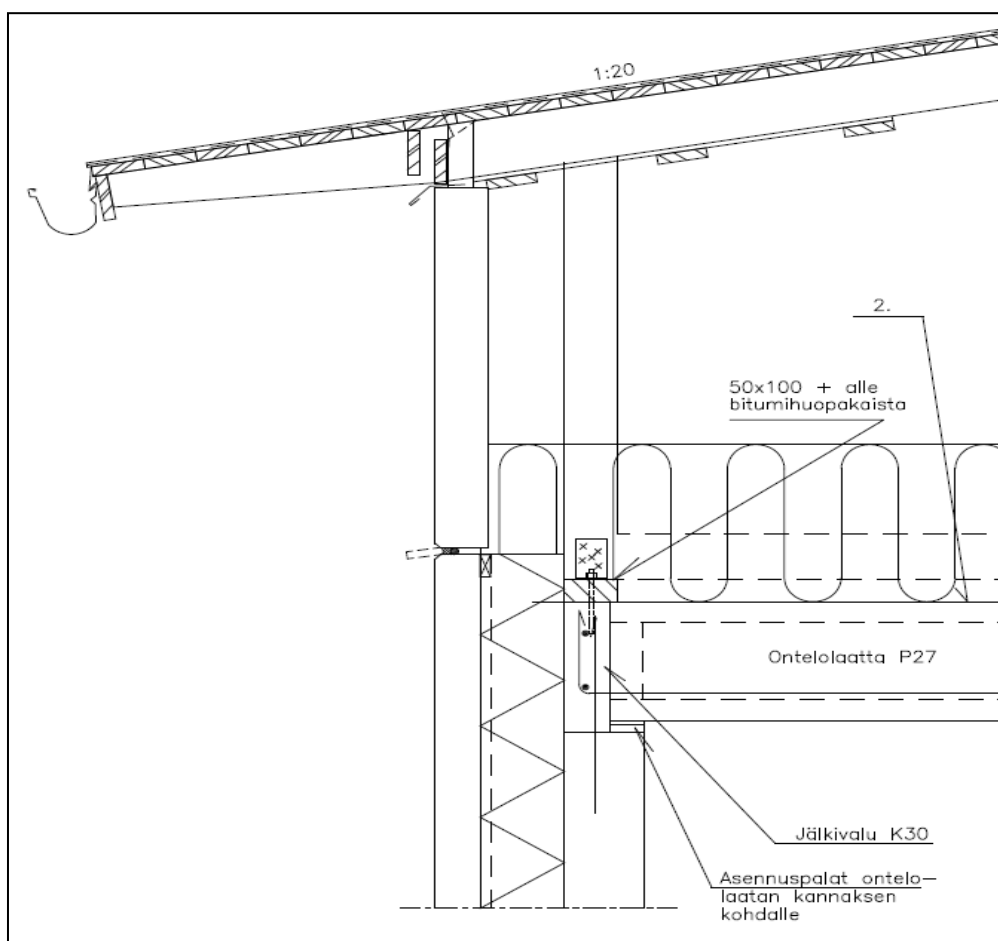 1:20
2.
50x100 + alle
bitumihuopakaista
Ontelolaatta P27
Jälkivalu K30
Asennuspalat ontelo-
laatan kannaksen
kohdalle